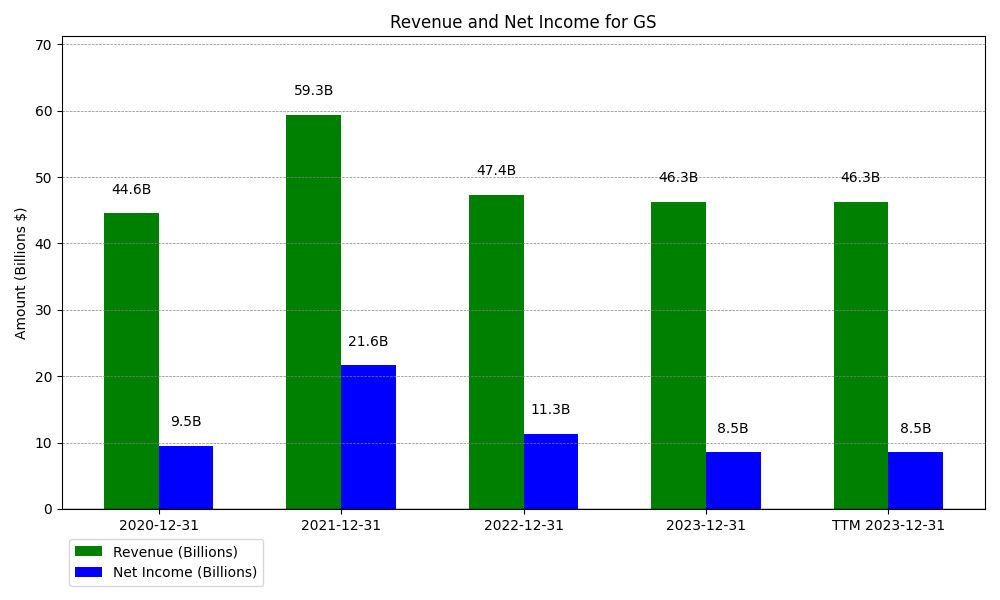 Revenue and Net Income for GS
Amount (Billions $)
70
60
50
40
30
20
10
0
44.6B
9.5B
59.3B
21.6B
47.4B
11.3B
46.3B
8.5B
46.3B
8.5B
2020-12-31
2021-12-31
2022-12-31
2023-12-31
TTM 2023-12-31
Revenue (Billions)
Net Income (Billions)